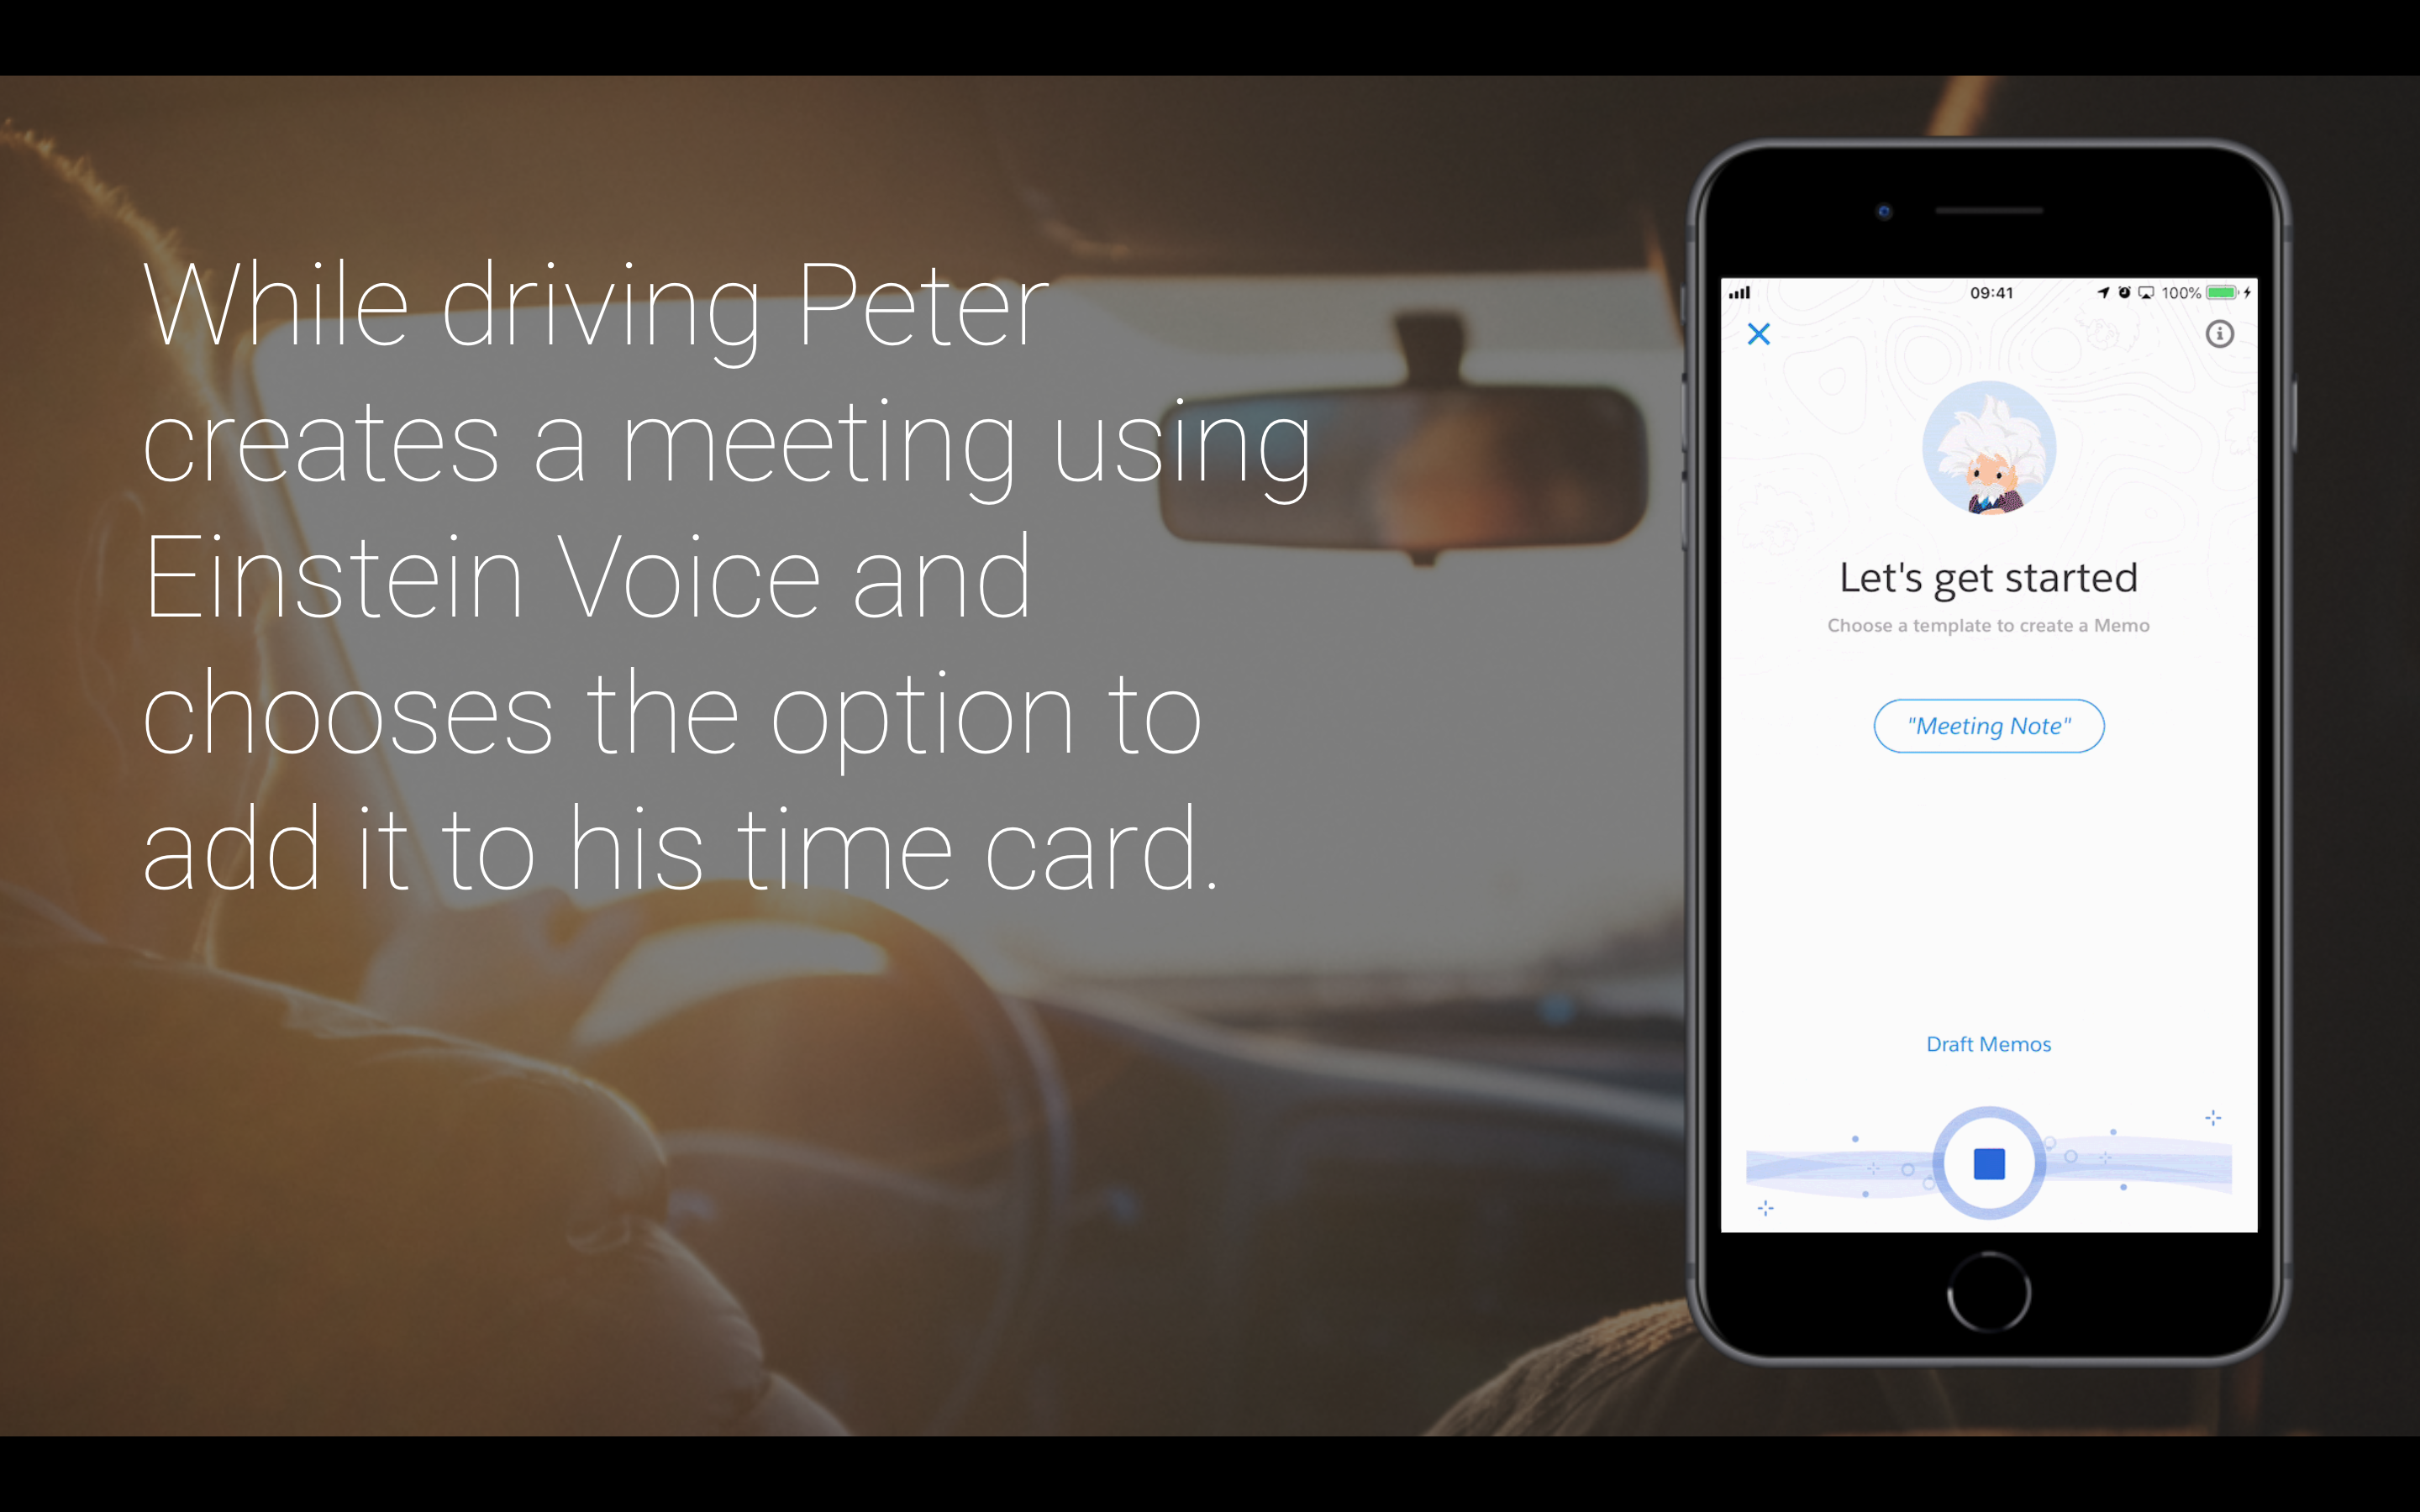 While driving Peter
creates a meeting using
Einstein Voice and
chooses the option to
add it to his time card.
09:41
100%
Let's get started
Choose a template to create a Memo
"Meeting Note"
Draft Memos